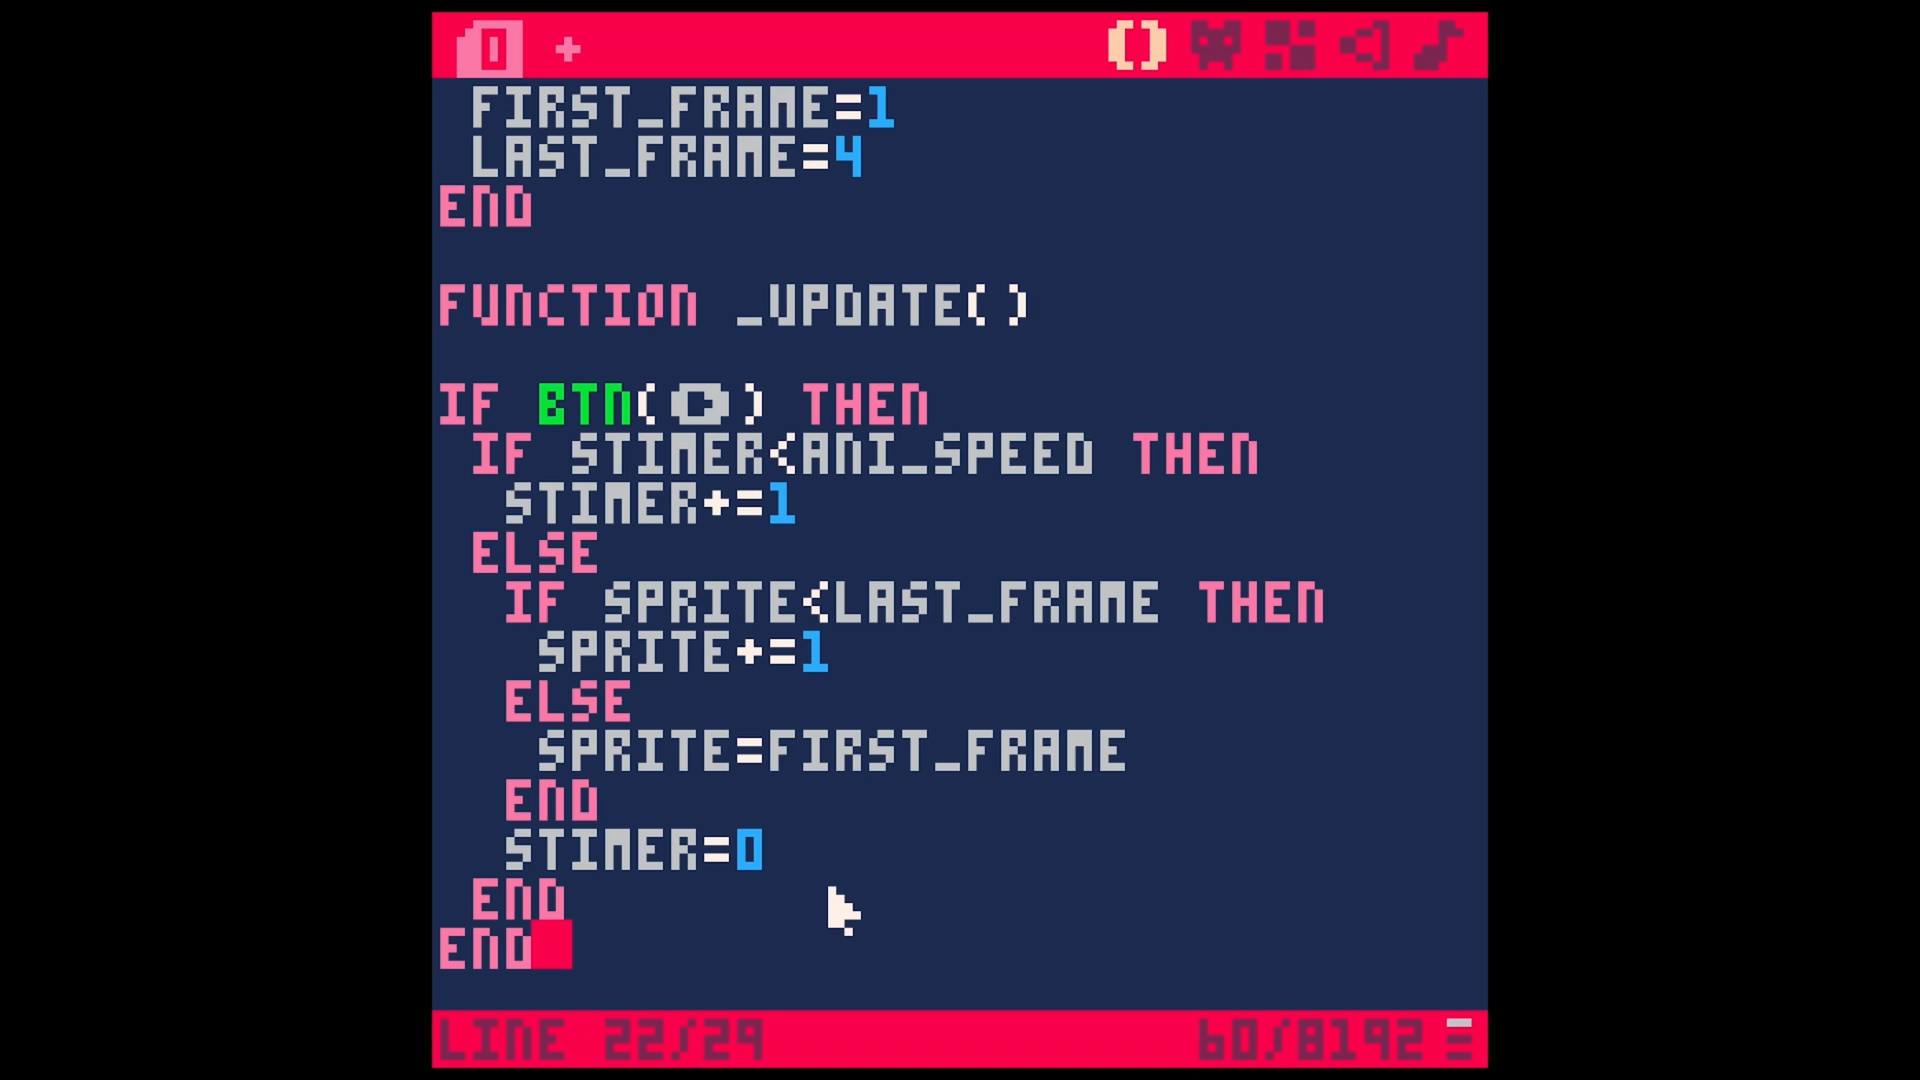 0 +
FIRST_FRAME=1
LAST_FRAME=4
END
FUNCTION _UPDATE()
IF BTN(➡️) THEN
IF STIMER<ANI_SPEED THEN
STIMER+=1
ELSE
IF SPRITE<LAST_FRAME THEN
SPRITE+=1
ELSE
SPRITE=FIRST_FRAME
END
STIMER=0
END
END
LINE 22/29 60/8192